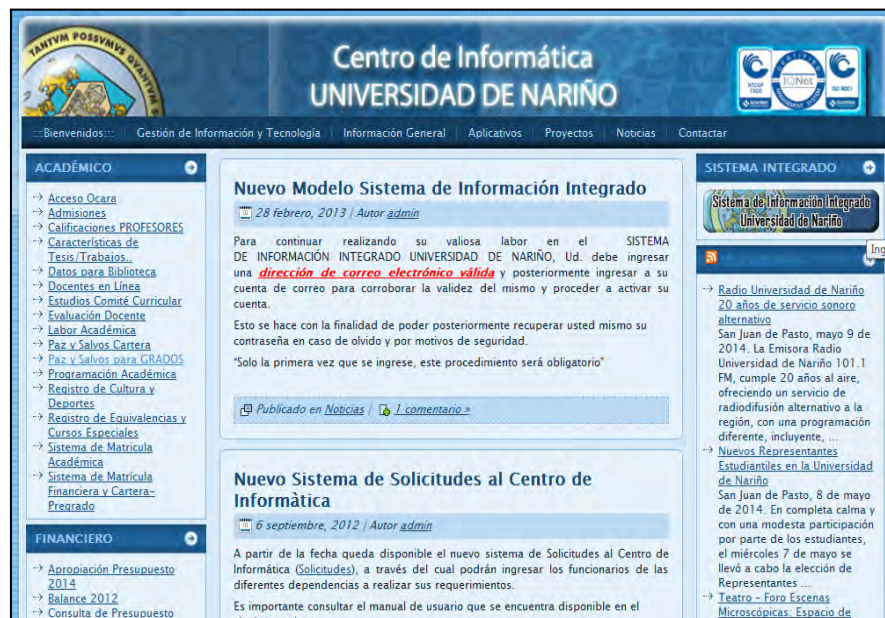 TANTVM POSSVMVS QVANTVM
Centro de Informática
UNIVERSIDAD DE NARIÑO
NTCGP
1000
CERTIFIED
IQNet
MANAGEMENT SYSTEM
ISO 9001
:::Bienvenidos:::
Gestión de Información y Tecnología
Información General
Aplicativos
Proyectos
Noticias
Contactar
ACADÉMICO
Acceso Ocara
Admisiones
Calificaciones PROFESORES
Características de
Tesis/Trabajos..
Datos para Biblioteca
Docentes en Línea
Estudios Comité Curricular
Evaluación Docente
Labor Académica
Paz y Salvos Cartera
Paz y Salvos para GRADOS
Programación Académica
Registro de Cultura y
Deportes
Registro de Equivalencias y
Cursos Especiales
Sistema de Matricula
Académica
Sistema de Matrícula
Financiera y Cartera-
Pregrado
FINANCIERO
Apropiación Presupuesto
2014
Balance 2012
Consulta de Presupuesto
Nuevo Modelo Sistema de Información Integrado
28 febrero, 2013 | Autor admin
Para continuar realizando su valiosa labor en el SISTEMA
DE INFORMACIÓN INTEGRADO UNIVERSIDAD DE NARIÑO, Ud. debe ingresar
una dirección de correo electrónico válida y posteriormente ingresar a su
cuenta de correo para corroborar la validez del mismo y proceder a activar su
cuenta.
Esto se hace con la finalidad de poder posteriormente recuperar usted mismo su
contraseña en caso de olvido y por motivos de seguridad.
"Solo la primera vez que se ingrese, este procedimiento será obligatorio"
Publicado en Noticias | 1 comentario »
Nuevo Sistema de Solicitudes al Centro de
Informàtica
6 septiembre, 2012 | Autor admin
A partir de la fecha queda disponible el nuevo sistema de Solicitudes al Centro de
Informática (Solicitudes), a través del cual podrán ingresar los funcionarios de las
diferentes dependencias a realizar sus requerimientos.
Es importante consultar el manual de usuario que se encuentra disponible en el
SISTEMA INTEGRADO
Sistema de Información Integrado
Universidad de Nariño
Ing
Radio Universidad de Nariño
20 años de servicio sonoro
alternativo
San Juan de Pasto, mayo 9 de
2014. La Emisora Radio
Universidad de Nariño 101.1
FM, cumple 20 años al aire,
ofreciendo un servicio de
radiodifusión alternativo a la
región, con una programación
diferente, incluyente, ...
Nuevos Representantes
Estudiantiles en la Universidad
de Nariño
San Juan de Pasto, 8 de mayo
de 2014. En completa calma y
con una modesta participación
por parte de los estudiantes,
el miércoles 7 de mayo se
llevó a cabo la elección de
Representantes ...
Teatro – Foro Escenas
Microscópicas: Espacio de